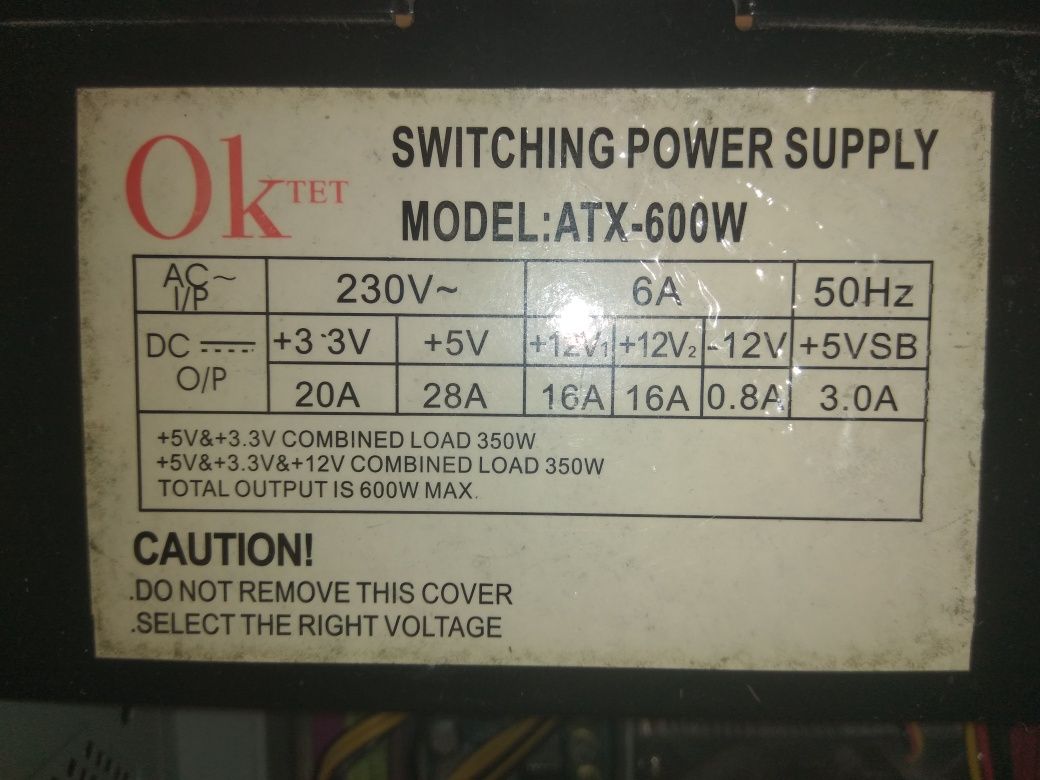 Ok TET
SWITCHING POWER SUPPLY
MODEL:ATX-600W
AC~ I/P 230V~ 6A 50Hz
DC O/P +3.3V +5V +12V1 +12V2 -12V +5VSB
20A 28A 16A 16A 0.8A 3.0A
+5V&+3.3V COMBINED LOAD 350W
+5V&+3.3V&+12V COMBINED LOAD 350W
TOTAL OUTPUT IS 600W MAX.
CAUTION!
.DO NOT REMOVE THIS COVER
.SELECT THE RIGHT VOLTAGE